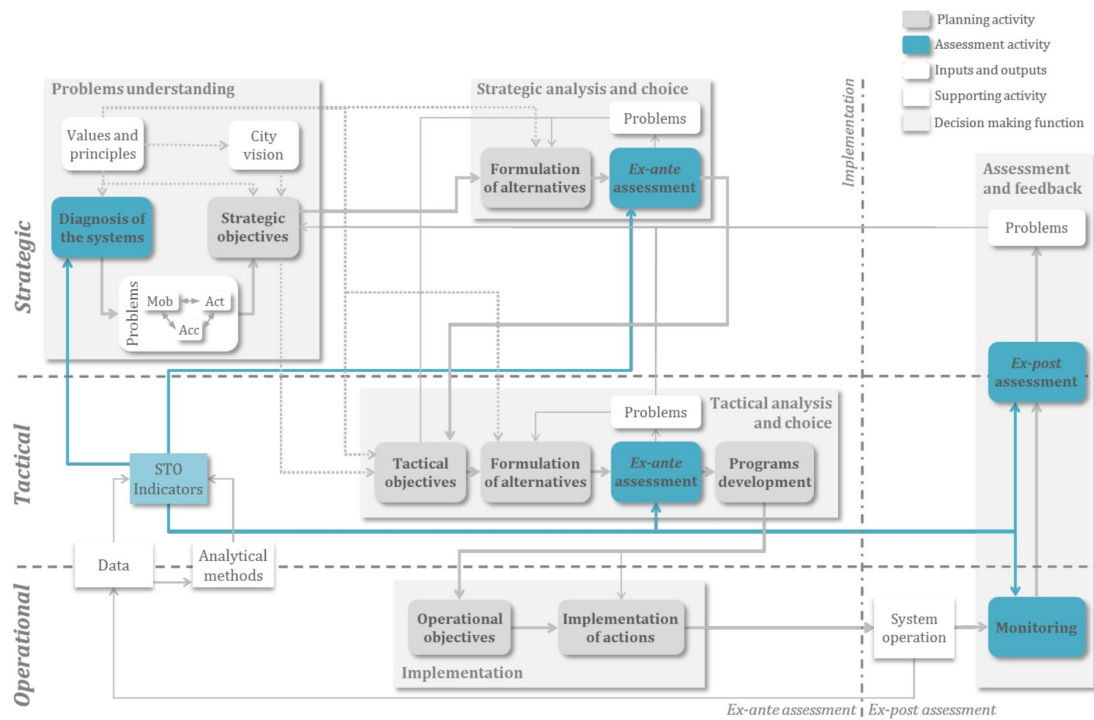 Planning activity
Assessment activity
Inputs and outputs
Supporting activity
Decision making function
Problems understanding
Values and
principles
City
vision
Diagnosis of
the systems
Strategic
objectives
Problems
Mob
Act
Acc
Strategic analysis and choice
Problems
Formulation
of alternatives
Ex-ante
assessment
Implementation
Assessment
and feedback
Problems
Strategic
Ex-post
assessment
Tactical
STO
Indicators
Problems
Tactical analysis
and choice
Tactical
objectives
Formulation
of alternatives
Ex-ante
assessment
Programs
development
Data
Analytical
methods
Operational
Operational
objectives
Implementation
of actions
Implementation
System
operation
Monitoring
Ex-ante assessment
Ex-post assessment